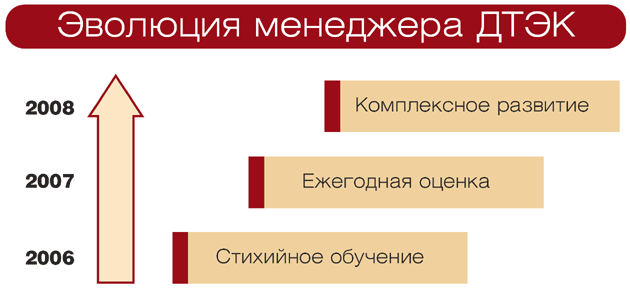 Эволюция менеджера ДТЭК
2008 Комплексное развитие
2007 Ежегодная оценка
2006 Стихийное обучение